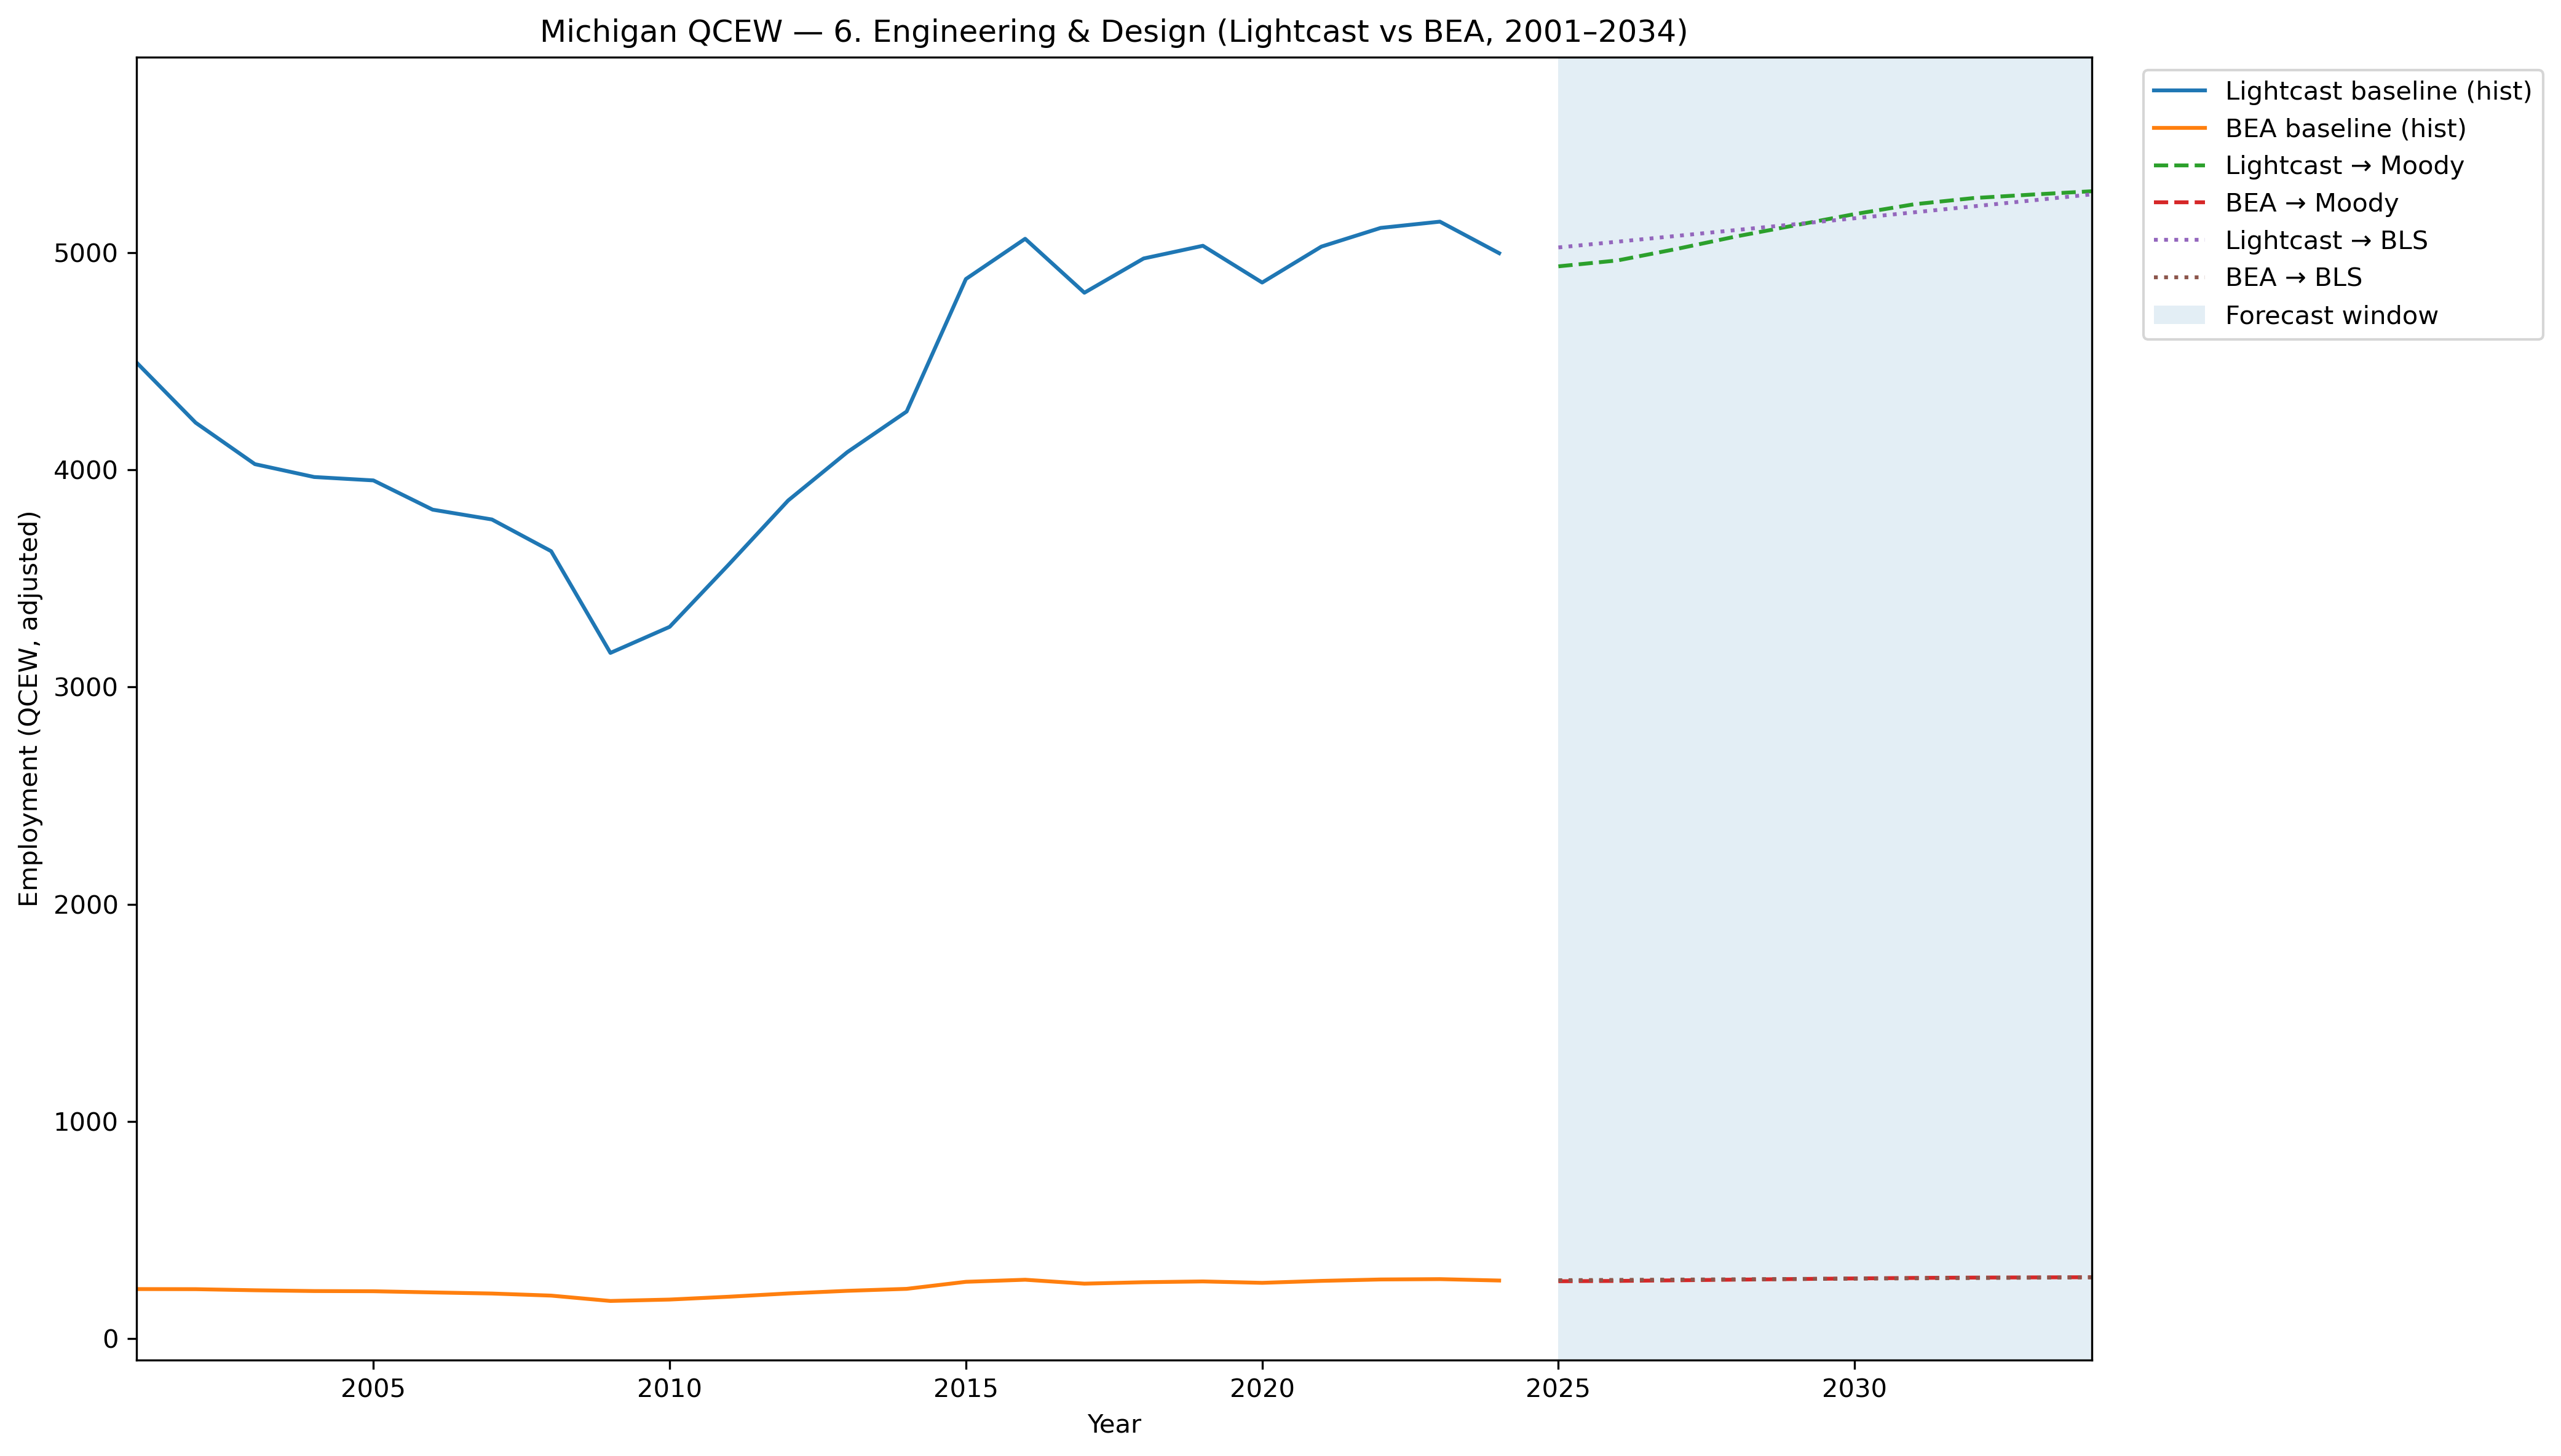 Michigan QCEW — 6. Engineering & Design (Lightcast vs BEA, 2001–2034)
Lightcast baseline (hist)
BEA baseline (hist)
Lightcast → Moody
BEA → Moody
Lightcast → BLS
BEA → BLS
Forecast window
Employment (QCEW, adjusted)
5000
4000
3000
2000
1000
0
2005
2010
2015
2020
2025
2030
Year